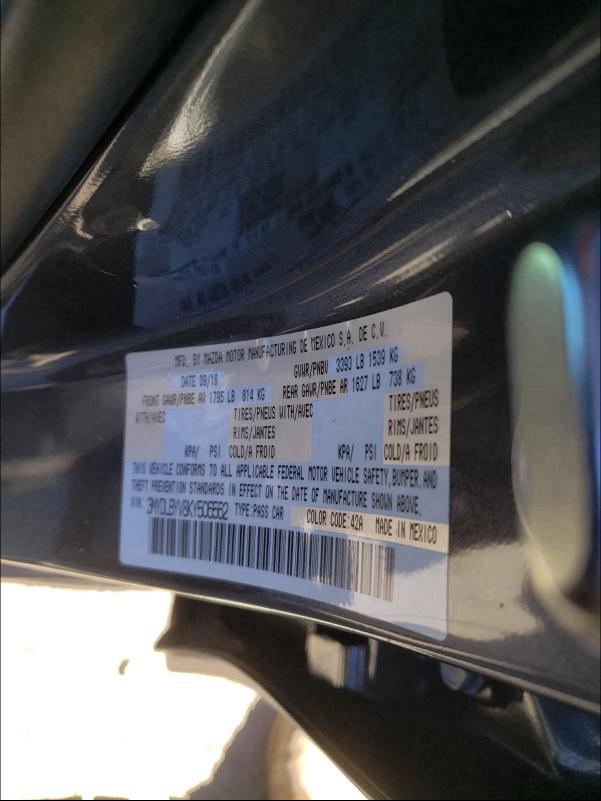 MFD. BY MAZDA MOTOR MANUFACTURING DE MEXICO S.A. DE C.V.
DATE 09/18 GVWR/PNBV 3393 LB 1539 KG
FRONT GAWR/PNBE AV 1795 LB 814 KG REAR GAWR/PNBE AR 1627 LB 738 KG
WITH/AVEC TIRES/PNEUS WITH/AVEC TIRES/PNEUS
RIMS/JANTES RIMS/JANTES
KPA/ PSI COLD/A FROID KPA/ PSI COLD/A FROID
THIS VEHICLE CONFORMS TO ALL APPLICABLE FEDERAL MOTOR VEHICLE SAFETY, BUMPER, AND
THEFT PREVENTION STANDARDS IN EFFECT ON THE DATE OF MANUFACTURE SHOWN ABOVE.
TYPE:PASS CAR COLOR CODE:42A MADE IN MEXICO